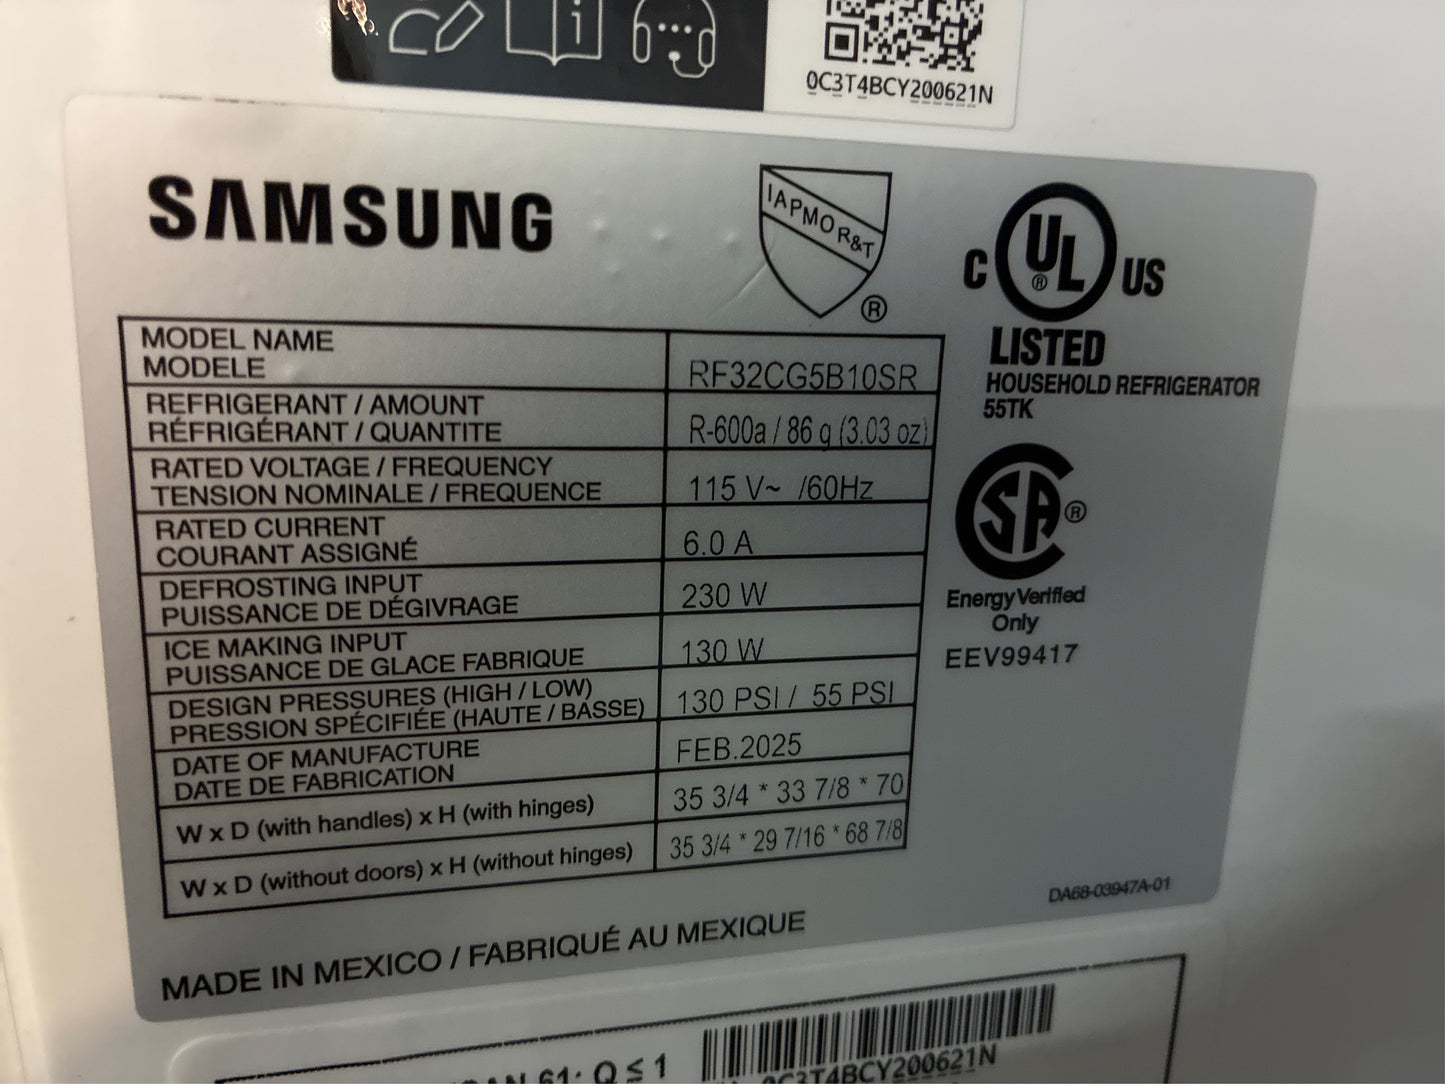 i
0C3T4BCY200621N
SAMSUNG
IAPMO R&T
®
C UL ® US
LISTED
HOUSEHOLD REFRIGERATOR
55TK
MODEL NAME
MODELE
RF32CG5B10SR
REFRIGERANT / AMOUNT
RÉFRIGÉRANT / QUANTITE
R-600a / 86 g (3.03 oz)
RATED VOLTAGE / FREQUENCY
TENSION NOMINALE / FREQUENCE
115 V~ /60Hz
RATED CURRENT
COURANT ASSIGNÉ
6.0 A
DEFROSTING INPUT
PUISSANCE DE DÉGIVRAGE
230 W
ICE MAKING INPUT
PUISSANCE DE GLACE FABRIQUE
130 W
DESIGN PRESSURES (HIGH / LOW)
PRESSION SPÉCIFIÉE (HAUTE / BASSE)
130 PSI / 55 PSI
DATE OF MANUFACTURE
DATE DE FABRICATION
FEB.2025
W x D (with handles) x H (with hinges)
35 3/4 * 33 7/8 * 70
W x D (without doors) x H (without hinges)
35 3/4 * 29 7/16 * 68 7/8
SA ®
Energy Verified
Only
EEV99417
DA68-03947A-01
MADE IN MEXICO / FABRIQUÉ AU MEXIQUE
61: Q ≤ 1
0C3T4BCY200621N